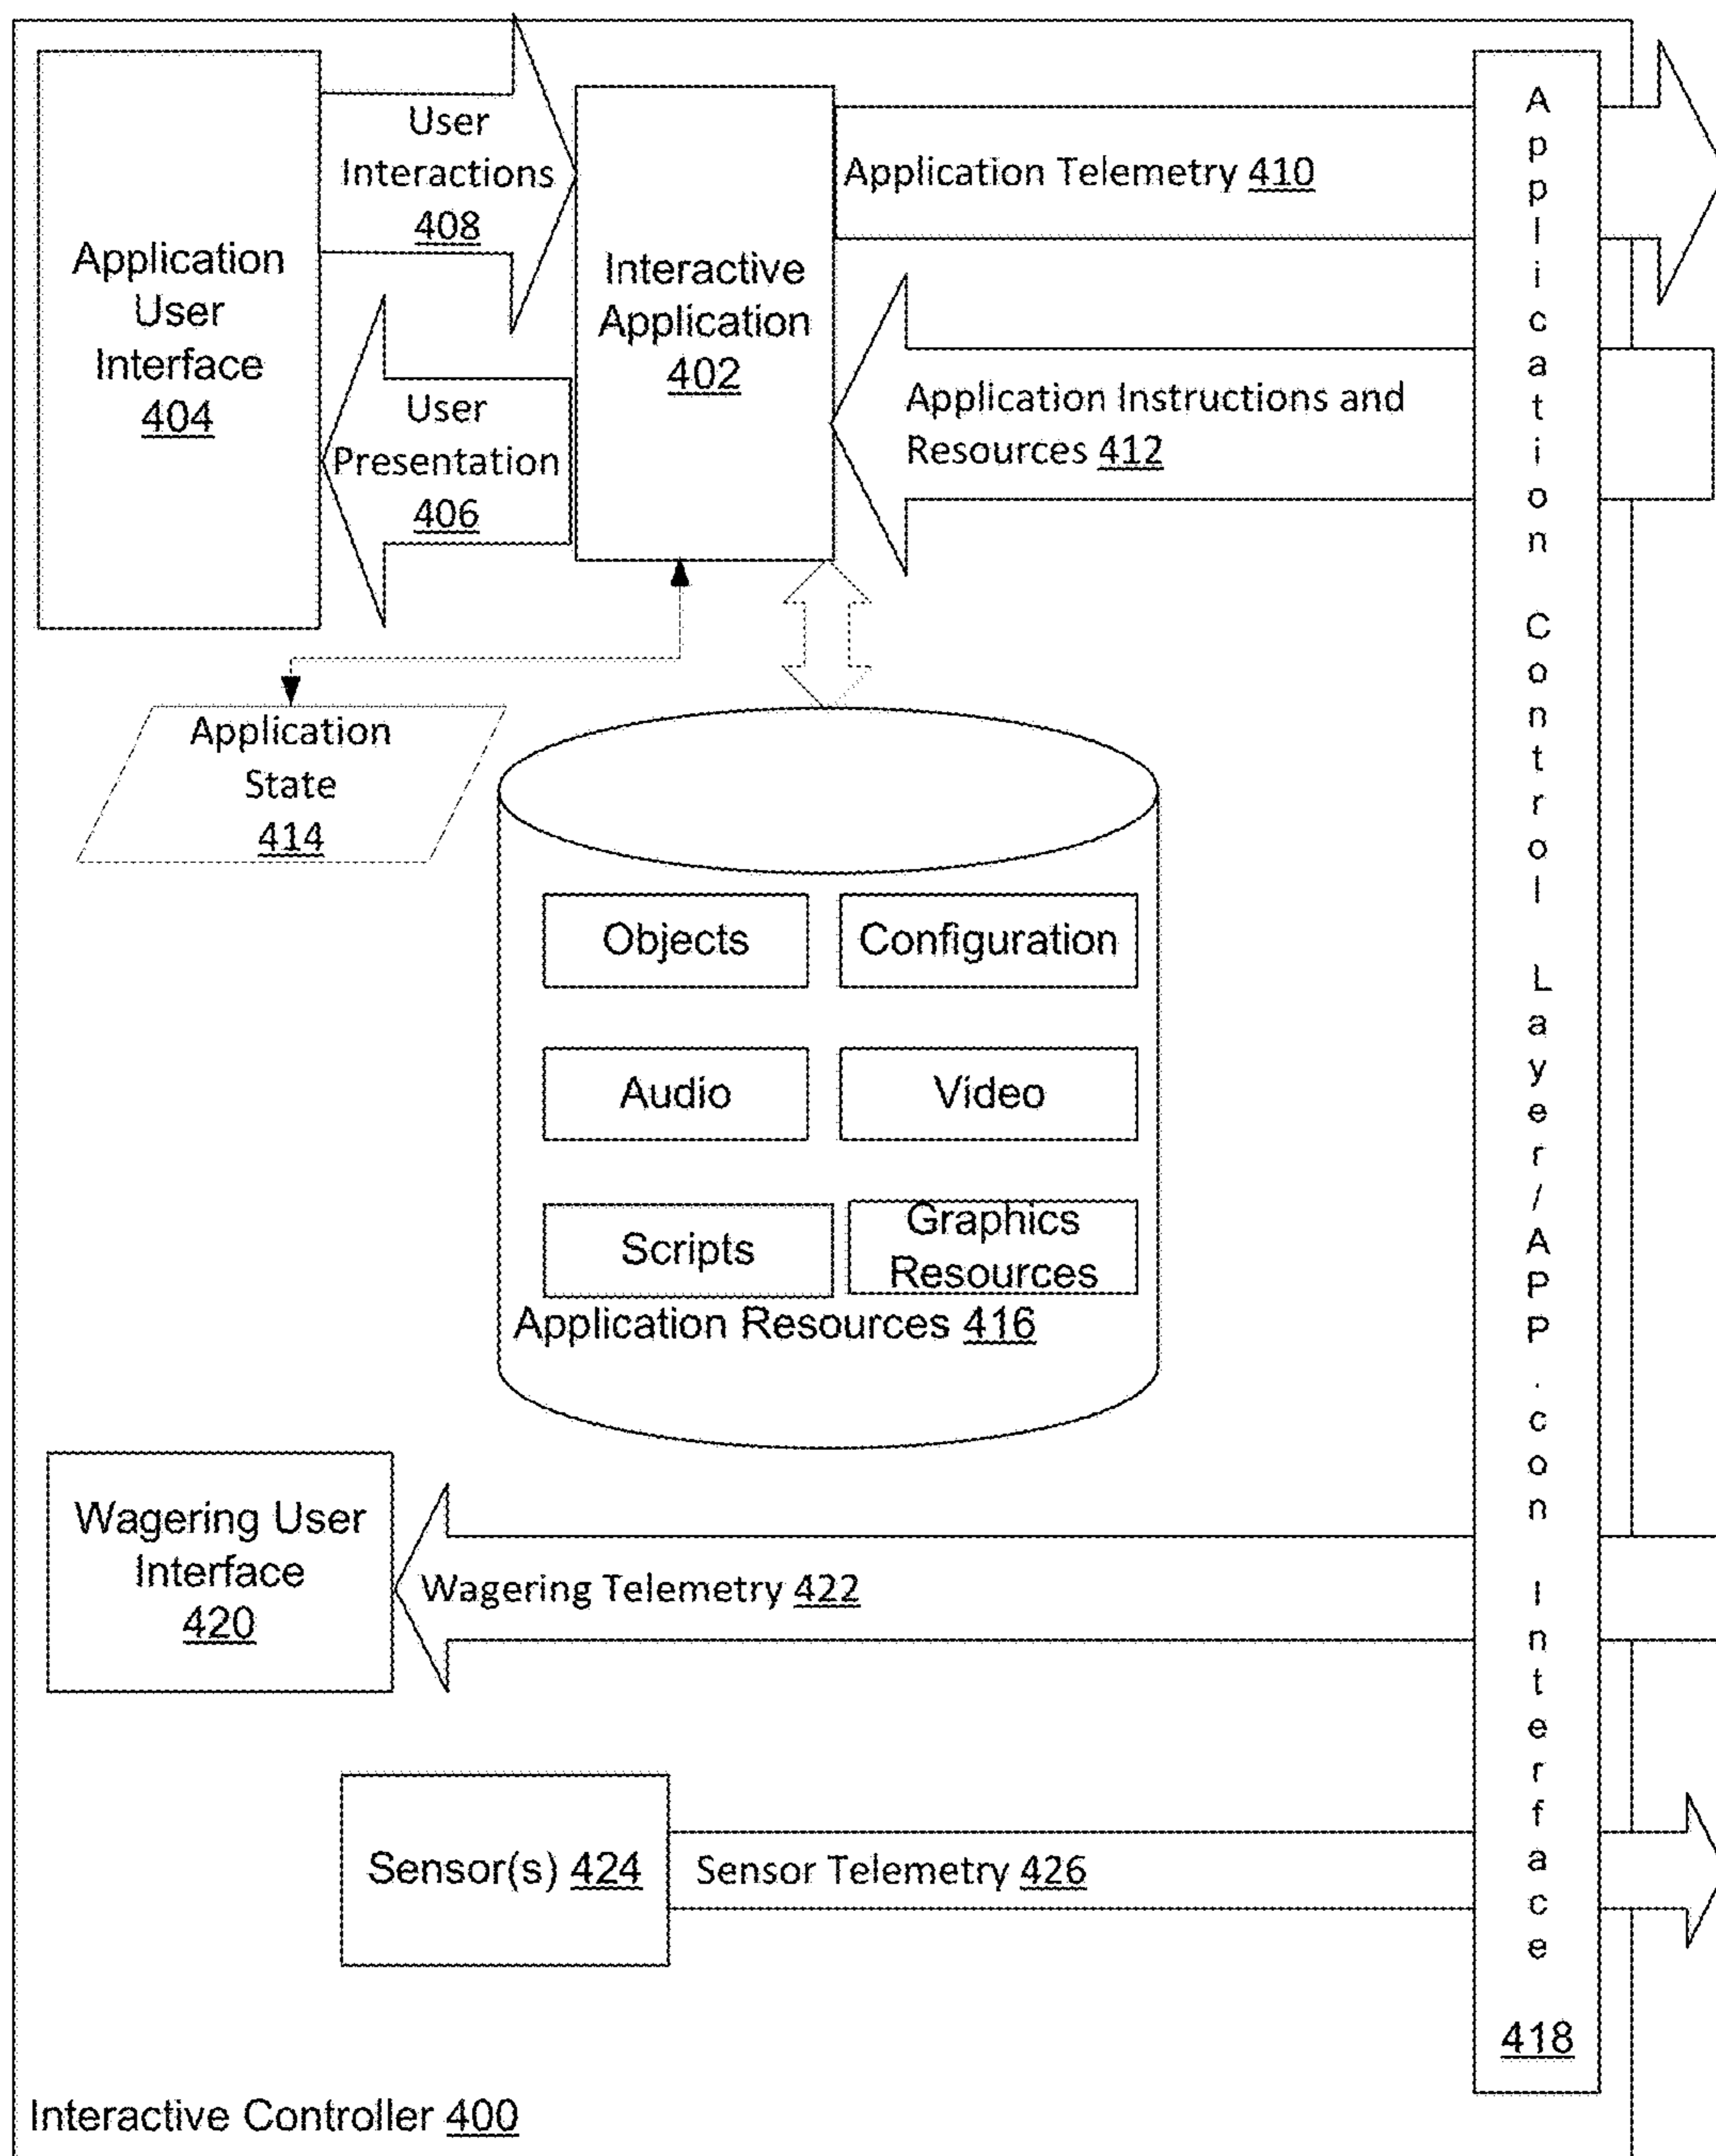 Application
User
Interface
404
User
Interactions
408
User
Presentation
406
Interactive
Application
402
Application Telemetry 410
Application Instructions and
Resources 412
Application
State
414
Objects
Configuration
Audio
Video
Scripts
Graphics
Resources
Application Resources 416
Wagering User
Interface
420
Wagering Telemetry 422
Sensor(s) 424
Sensor Telemetry 426
Application Control Layer/APP.con Interface
418
Interactive Controller 400